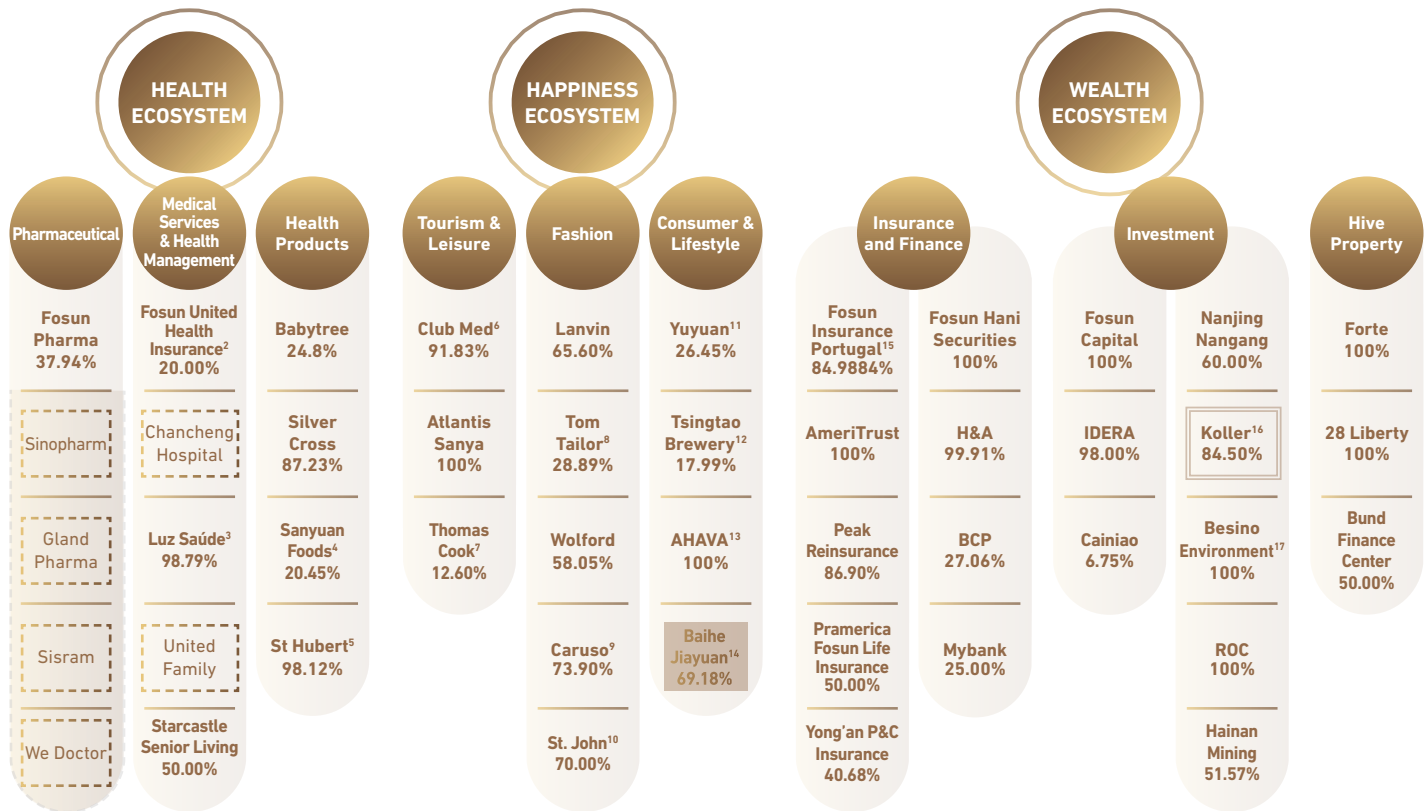 HEALTH
ECOSYSTEM
HAPPINESS
ECOSYSTEM
WEALTH
ECOSYSTEM
Pharmaceutical
Fosun
Pharma
37.94%
Sinopharm
Gland
Pharma
Sisram
We Doctor
Medical
Services
& Health
Management
Fosun United
Health
Insurance²
20.00%
Chancheng
Hospital
Luz Saúde³
98.79%
United
Family
Starcastle
Senior Living
50.00%
Health
Products
Babytree
24.8%
Silver
Cross
87.23%
Sanyuan
Foods⁴
20.45%
St Hubert⁵
98.12%
Tourism &
Leisure
Club Med⁶
91.83%
Atlantis
Sanya
100%
Thomas
Cook⁷
12.60%
Fashion
Lanvin
65.60%
Tom
Tailor⁸
28.89%
Wolford
58.05%
Caruso⁹
73.90%
St. John¹⁰
70.00%
Consumer &
Lifestyle
Yuyuan¹¹
26.45%
Tsingtao
Brewery¹²
17.99%
AHAVA¹³
100%
Baihe
Jiayuan¹⁴
69.18%
Insurance
and Finance
Fosun
Insurance
Portugal¹⁵
84.9884%
AmeriTrust
100%
Peak
Reinsurance
86.90%
Pramerica
Fosun Life
Insurance
50.00%
Yong'an P&C
Insurance
40.68%
Fosun Hani
Securities
100%
H&A
99.91%
BCP
27.06%
Mybank
25.00%
Investment
Fosun
Capital
100%
IDERA
98.00%
Cainiao
6.75%
Nanjing
Nangang
60.00%
Koller¹⁶
84.50%
Besino
Environment¹⁷
100%
ROC
100%
Hainan
Mining
51.57%
Hive
Property
Forte
100%
28 Liberty
100%
Bund
Finance
Center
50.00%